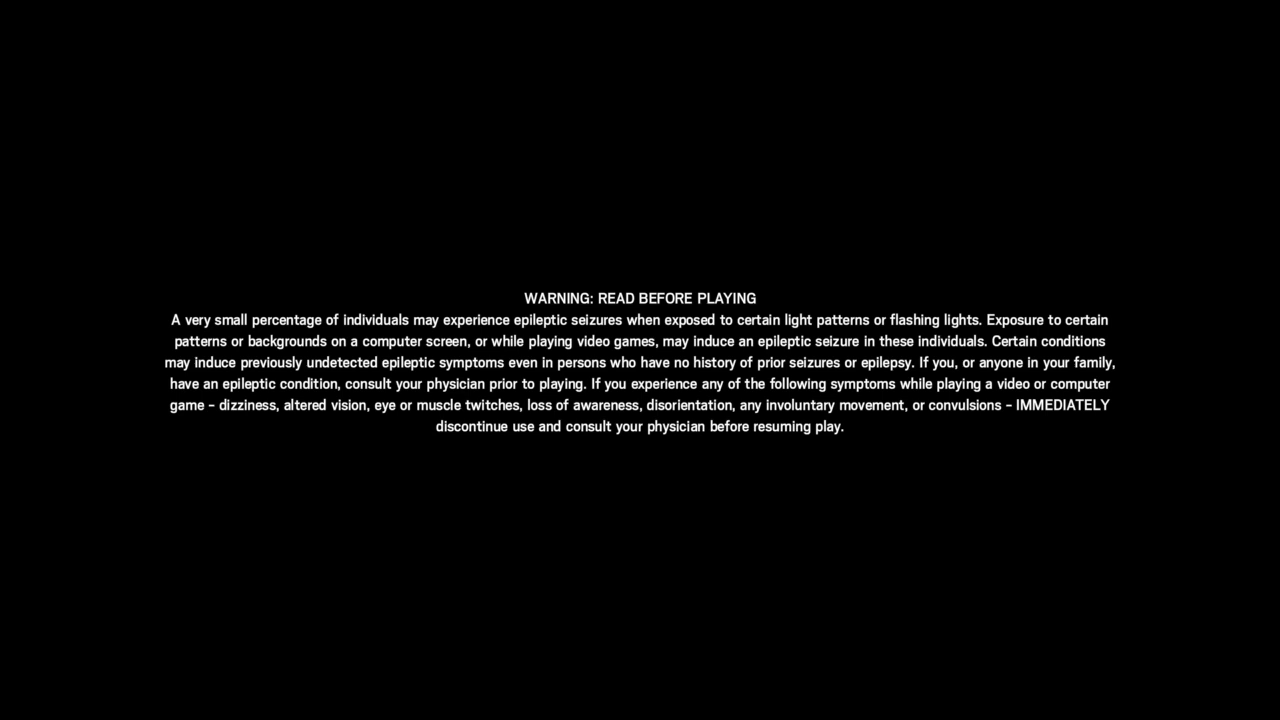 WARNING: READ BEFORE PLAYING
A very small percentage of individuals may experience epileptic seizures when exposed to certain light patterns or flashing lights. Exposure to certain
patterns or backgrounds on a computer screen, or while playing video games, may induce an epileptic seizure in these individuals. Certain conditions
may induce previously undetected epileptic symptoms even in persons who have no history of prior seizures or epilepsy. If you, or anyone in your family,
have an epileptic condition, consult your physician prior to playing. If you experience any of the following symptoms while playing a video or computer
game – dizziness, altered vision, eye or muscle twitches, loss of awareness, disorientation, any involuntary movement, or convulsions – IMMEDIATELY
discontinue use and consult your physician before resuming play.